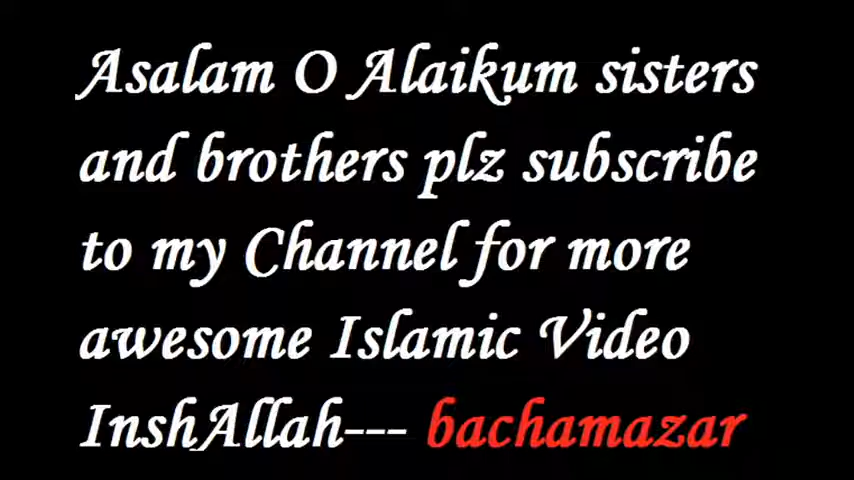 Asalam O Alaikum sisters
and brothers plz subscribe
to my Channel for more
awesome Islamic Video
InshAllah--- bachamazar